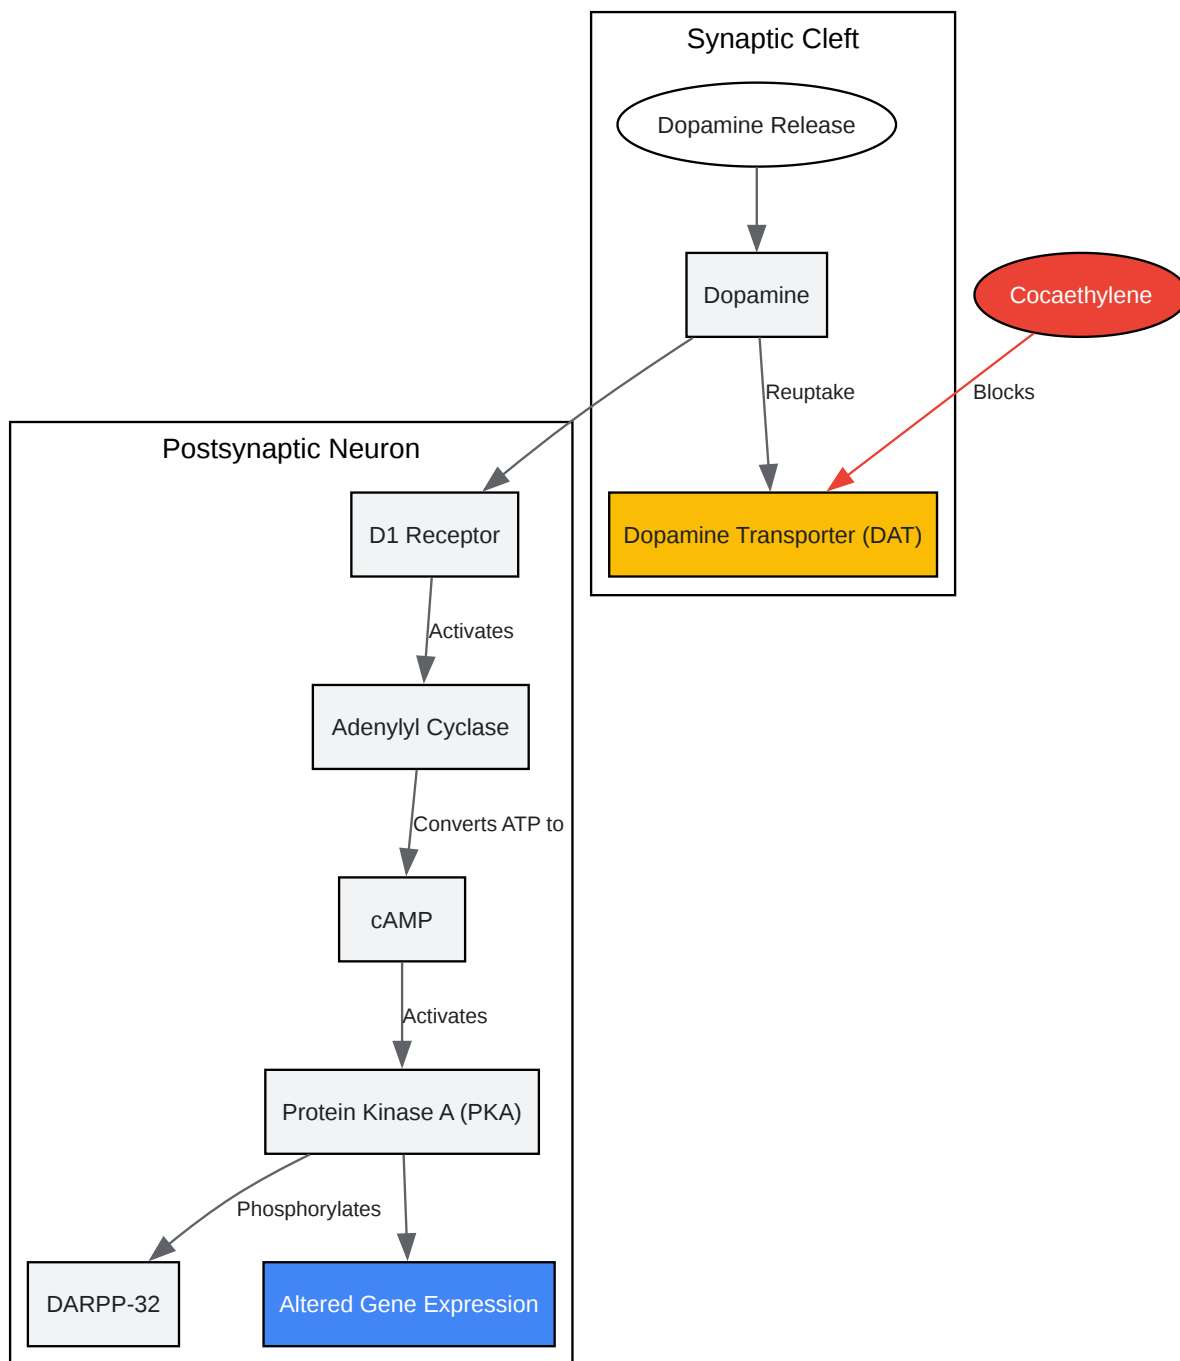 Synaptic Cleft
Dopamine Release
Dopamine
Cocaethylene
Reuptake
Blocks
Postsynaptic Neuron
D1 Receptor
Dopamine Transporter (DAT)
Activates
Adenylyl Cyclase
Converts ATP to
cAMP
Activates
Protein Kinase A (PKA)
Phosphorylates
DARPP-32
Altered Gene Expression